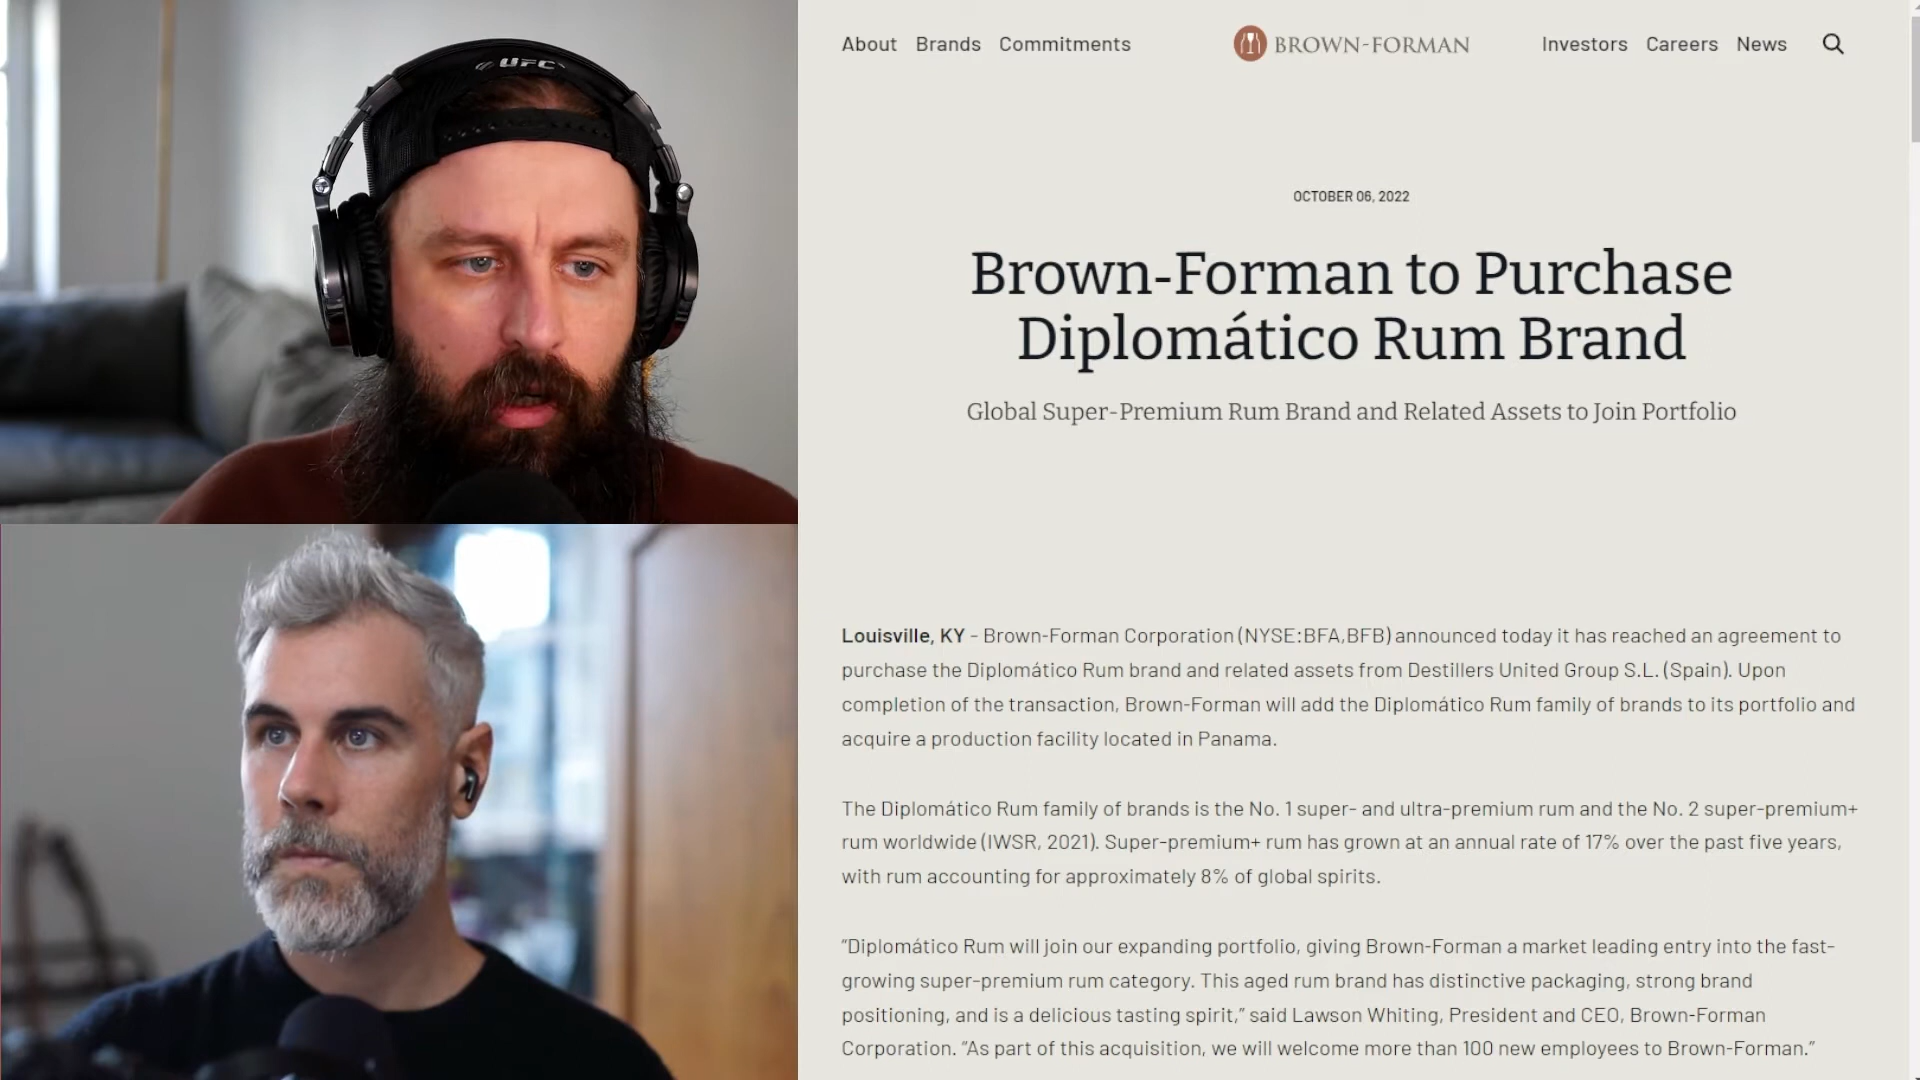 UFC
About Brands Commitments BROWN-FORMAN Investors Careers News
OCTOBER 06, 2022
Brown-Forman to Purchase
Diplomático Rum Brand
Global Super-Premium Rum Brand and Related Assets to Join Portfolio
Louisville, KY - Brown-Forman Corporation (NYSE:BFA,BFB) announced today it has reached an agreement to
purchase the Diplomático Rum brand and related assets from Destillers United Group S.L. (Spain). Upon
completion of the transaction, Brown-Forman will add the Diplomático Rum family of brands to its portfolio and
acquire a production facility located in Panama.
The Diplomático Rum family of brands is the No. 1 super- and ultra-premium rum and the No. 2 super-premium+
rum worldwide (IWSR, 2021). Super-premium+ rum has grown at an annual rate of 17% over the past five years,
with rum accounting for approximately 8% of global spirits.
“Diplomático Rum will join our expanding portfolio, giving Brown-Forman a market leading entry into the fast-
growing super-premium rum category. This aged rum brand has distinctive packaging, strong brand
positioning, and is a delicious tasting spirit,” said Lawson Whiting, President and CEO, Brown-Forman
Corporation. “As part of this acquisition, we will welcome more than 100 new employees to Brown-Forman.”